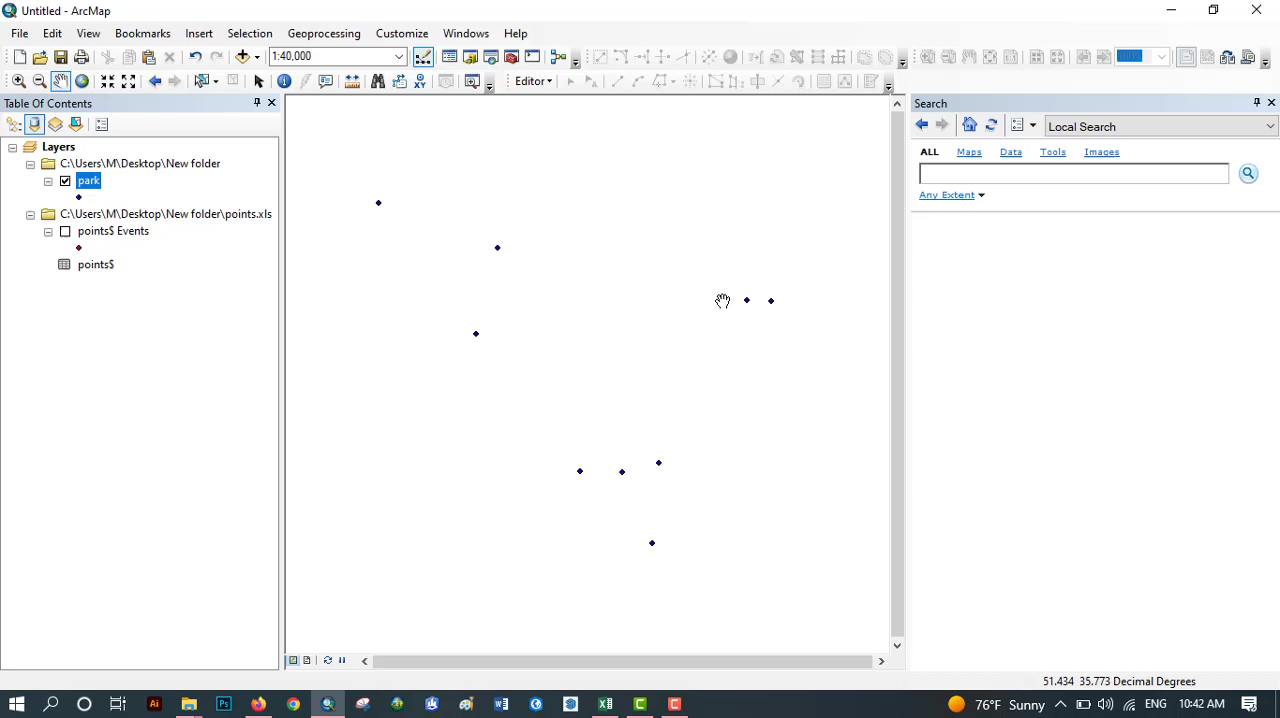 Untitled - ArcMap
File Edit View Bookmarks Insert Selection Geoprocessing Customize Windows Help
1:40,000
Editor
Table Of Contents
Layers
C:\Users\M\Desktop\New folder
park
C:\Users\M\Desktop\New folder\points.xls
points$ Events
points$
Search
Local Search
ALL Maps Data Tools Images
Any Extent
51.434 35.773 Decimal Degrees
76°F Sunny ENG 10:42 AM